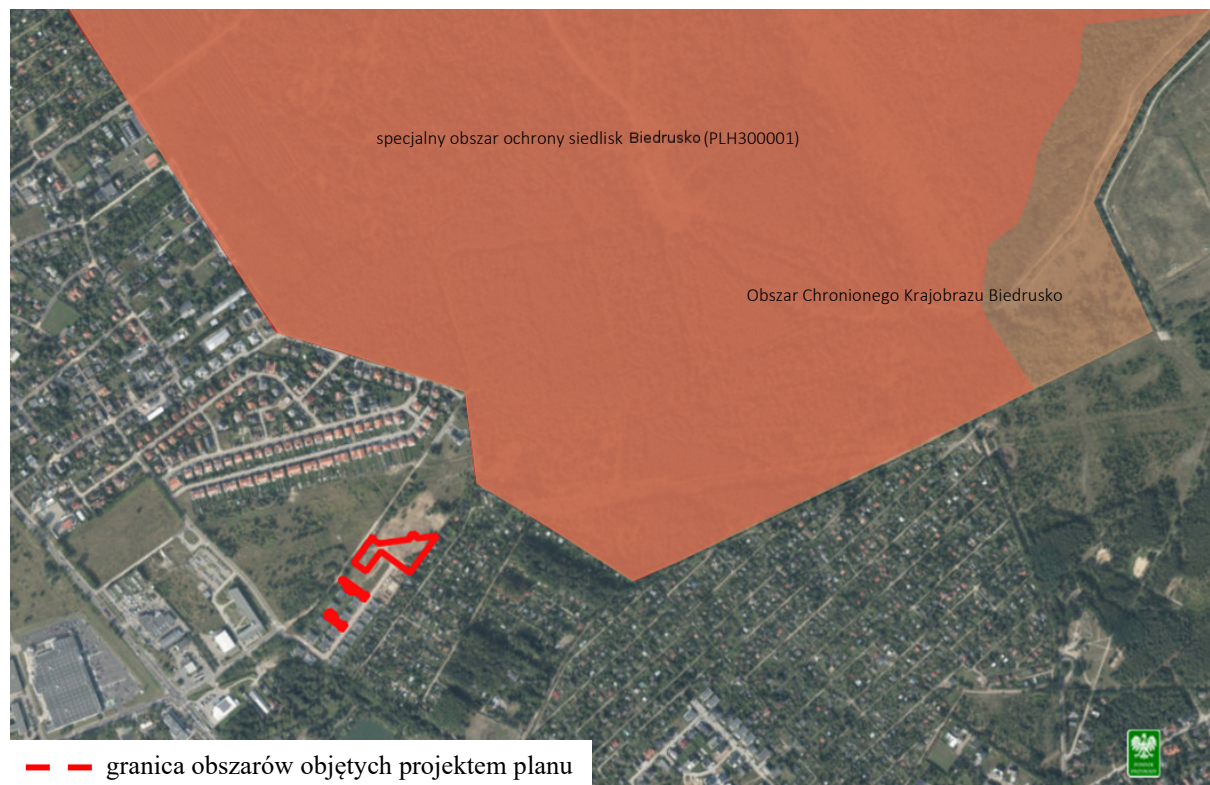 specjalny obszar ochrony siedlisk Biedrusko (PLH300001)
Obszar Chronionego Krajobrazu Biedrusko
granica obszarów objętych projektem planu